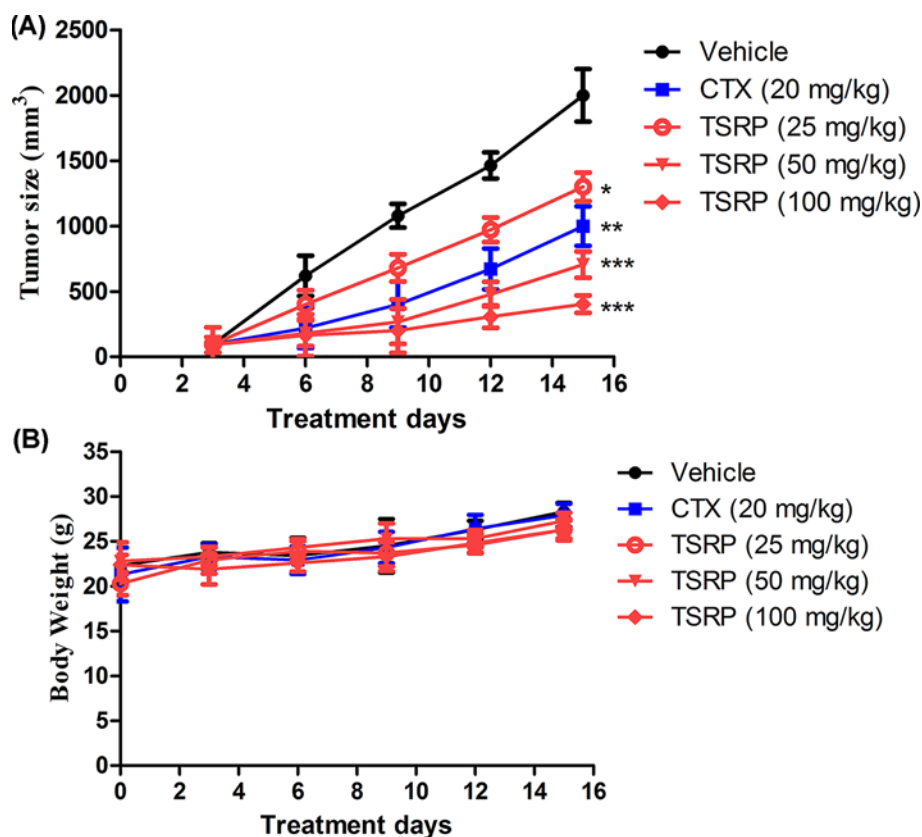 (A)
2500
2000
1500
1000
500
0
Tumor size (mm³)
0 2 4 6 8 10 12 14 16
Treatment days
*
**
***
***
Vehicle
CTX (20 mg/kg)
TSRP (25 mg/kg)
TSRP (50 mg/kg)
TSRP (100 mg/kg)
(B)
35
30
25
20
15
10
5
0
Body Weight (g)
0 2 4 6 8 10 12 14 16
Treatment days
Vehicle
CTX (20 mg/kg)
TSRP (25 mg/kg)
TSRP (50 mg/kg)
TSRP (100 mg/kg)